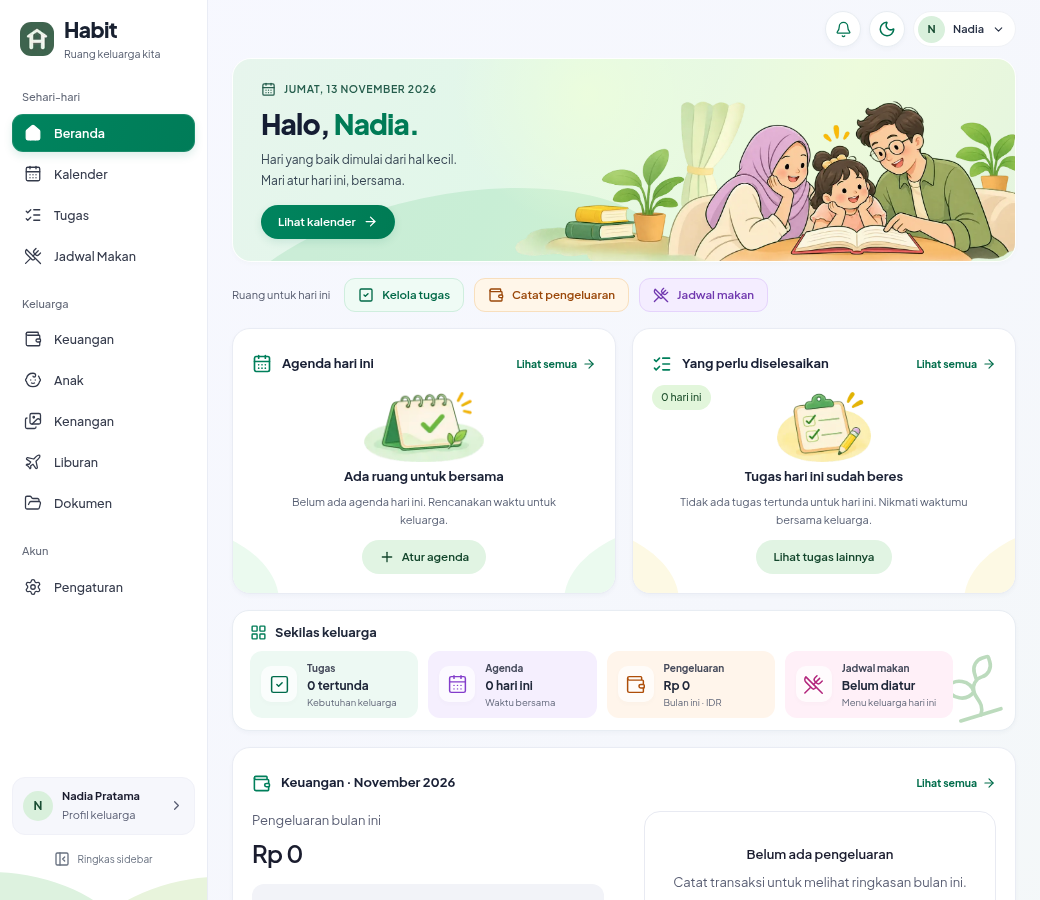 Habit
Ruang keluarga kita
Sehari-hari
Beranda
Kalender
Tugas
Jadwal Makan
Keluarga
Keuangan
Anak
Kenangan
Liburan
Dokumen
Akun
Pengaturan
N
Nadia Pratama
Profil keluarga
Ringkas sidebar
N
Nadia
JUMAT, 13 NOVEMBER 2026
Halo, Nadia.
Hari yang baik dimulai dari hal kecil.
Mari atur hari ini, bersama.
Lihat kalender
Ruang untuk hari ini
Kelola tugas
Catat pengeluaran
Jadwal makan
Agenda hari ini
Lihat semua
Ada ruang untuk bersama
Belum ada agenda hari ini. Rencanakan waktu untuk
keluarga.
Atur agenda
Yang perlu diselesaikan
Lihat semua
0 hari ini
Tugas hari ini sudah beres
Tidak ada tugas tertunda untuk hari ini. Nikmati waktumu
bersama keluarga.
Lihat tugas lainnya
Sekilas keluarga
Tugas
0 tertunda
Kebutuhan keluarga
Agenda
0 hari ini
Waktu bersama
Pengeluaran
Rp 0
Bulan ini · IDR
Jadwal makan
Belum diatur
Menu keluarga hari ini
Keuangan · November 2026
Lihat semua
Pengeluaran bulan ini
Rp 0
Belum ada pengeluaran
Catat transaksi untuk melihat ringkasan bulan ini.